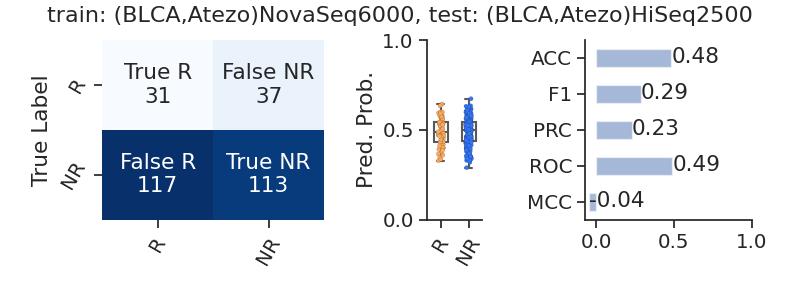 train: (BLCA,Atezo)NovaSeq6000, test: (BLCA,Atezo)HiSeq2500
True Label
R
NR
True R
31
False NR
37
False R
117
True NR
113
R
NR
Pred. Prob.
1.0
0.5
0.0
R
NR
ACC
0.48
F1
0.29
PRC
0.23
ROC
0.49
MCC
-0.04
0.0
0.5
1.0